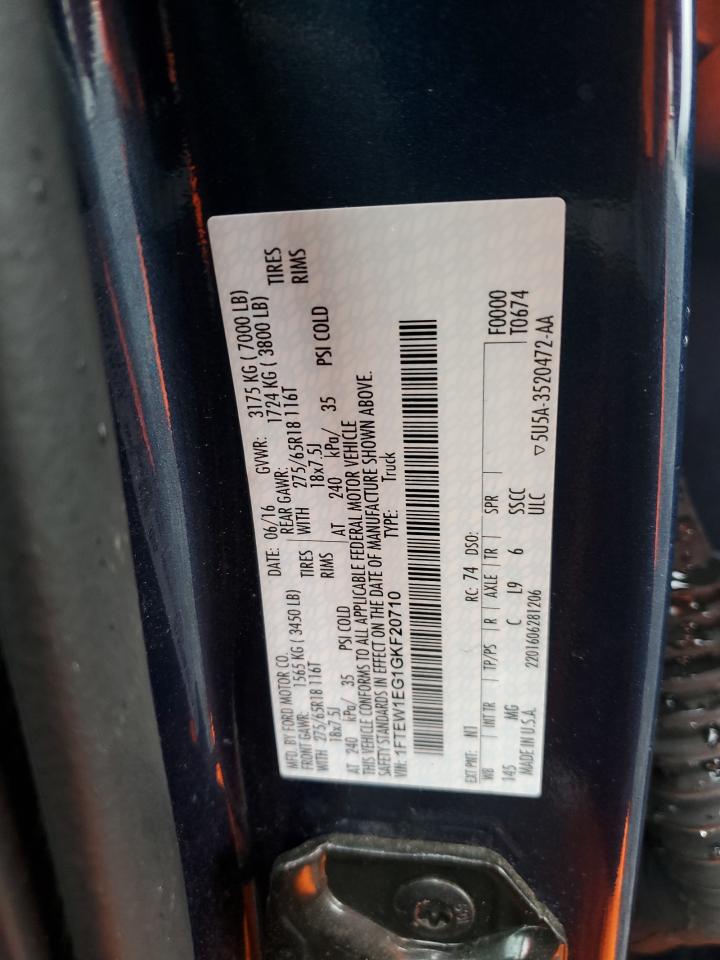 MFD. BY FORD MOTOR CO. DATE: 06/16 GVWR: 3175 KG ( 7000 LB)
FRONT GAWR: 1565 KG ( 3450 LB) REAR GAWR: 1724 KG ( 3800 LB)
WITH 275/65R18 116T TIRES WITH 275/65R18 116T TIRES
18x7.5J RIMS 18x7.5J RIMS
AT 240 kPa/ 35 PSI COLD AT 240 kPa/ 35 PSI COLD
THIS VEHICLE CONFORMS TO ALL APPLICABLE FEDERAL MOTOR VEHICLE
SAFETY STANDARDS IN EFFECT ON THE DATE OF MANUFACTURE SHOWN ABOVE.
VIN: 1FTEW1EG1GKF20710 TYPE: Truck
EXT PNT: N1 RC: 74 DSO: F0000
WB INT TR TP/PS R AXLE TR SPR T0674
145 MG C L9 6 SSCC
MADE IN U.S.A. 2201606281206 ULC ▽5U5A-3520472-AA